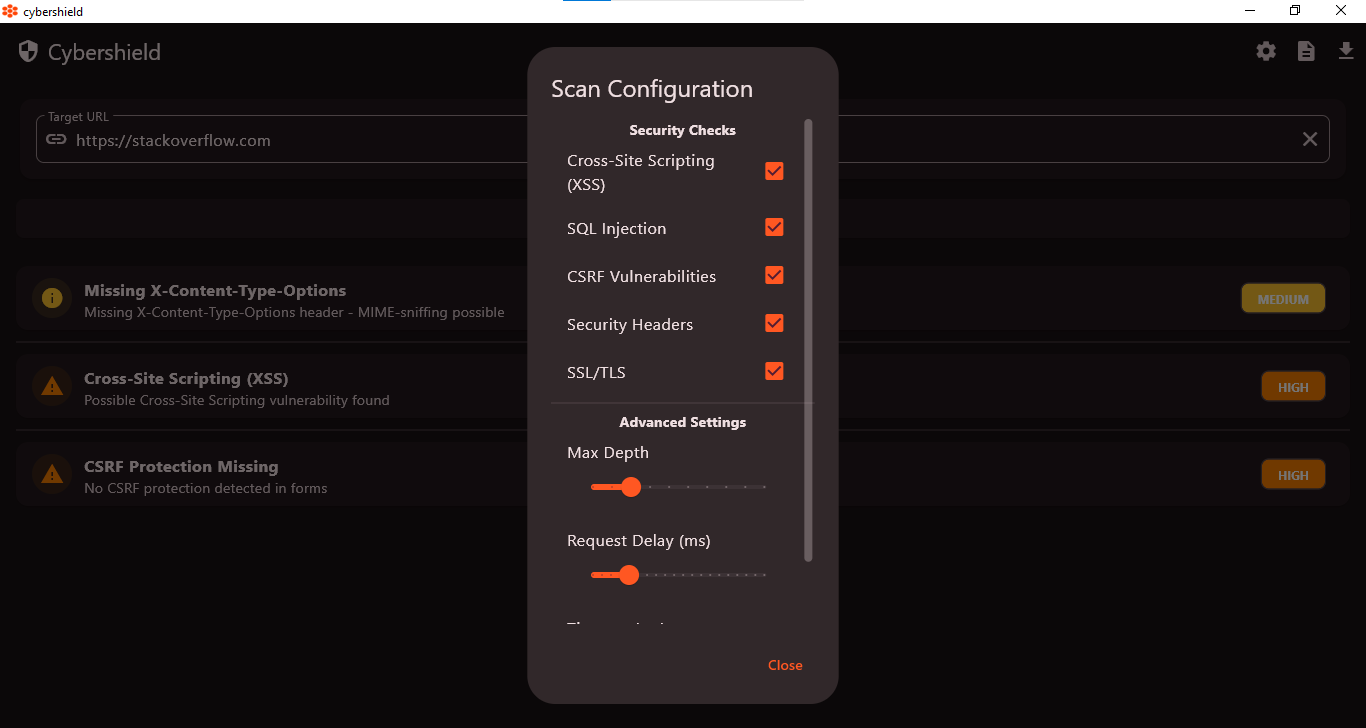 cybershield
Cybershield
Target URL
https://stackoverflow.com
Missing X-Content-Type-Options
Missing X-Content-Type-Options header - MIME-sniffing possible
MEDIUM
Cross-Site Scripting (XSS)
Possible Cross-Site Scripting vulnerability found
HIGH
CSRF Protection Missing
No CSRF protection detected in forms
HIGH
Scan Configuration
Security Checks
Cross-Site Scripting
(XSS)
SQL Injection
CSRF Vulnerabilities
Security Headers
SSL/TLS
Advanced Settings
Max Depth
Request Delay (ms)
Close